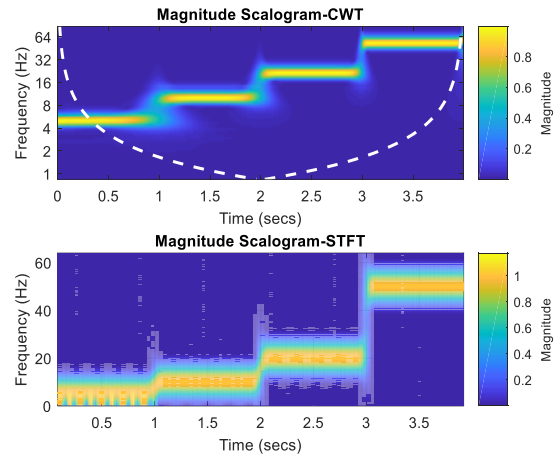 Magnitude Scalogram-CWT
Frequency (Hz)
64
32
16
8
4
2
1
0 0.5 1 1.5 2 2.5 3 3.5
Time (secs)
0.8
0.6
0.4
0.2
Magnitude
Magnitude Scalogram-STFT
Frequency (Hz)
60
40
20
0
0.5 1 1.5 2 2.5 3 3.5
Time (secs)
1
0.8
0.6
0.4
0.2
Magnitude